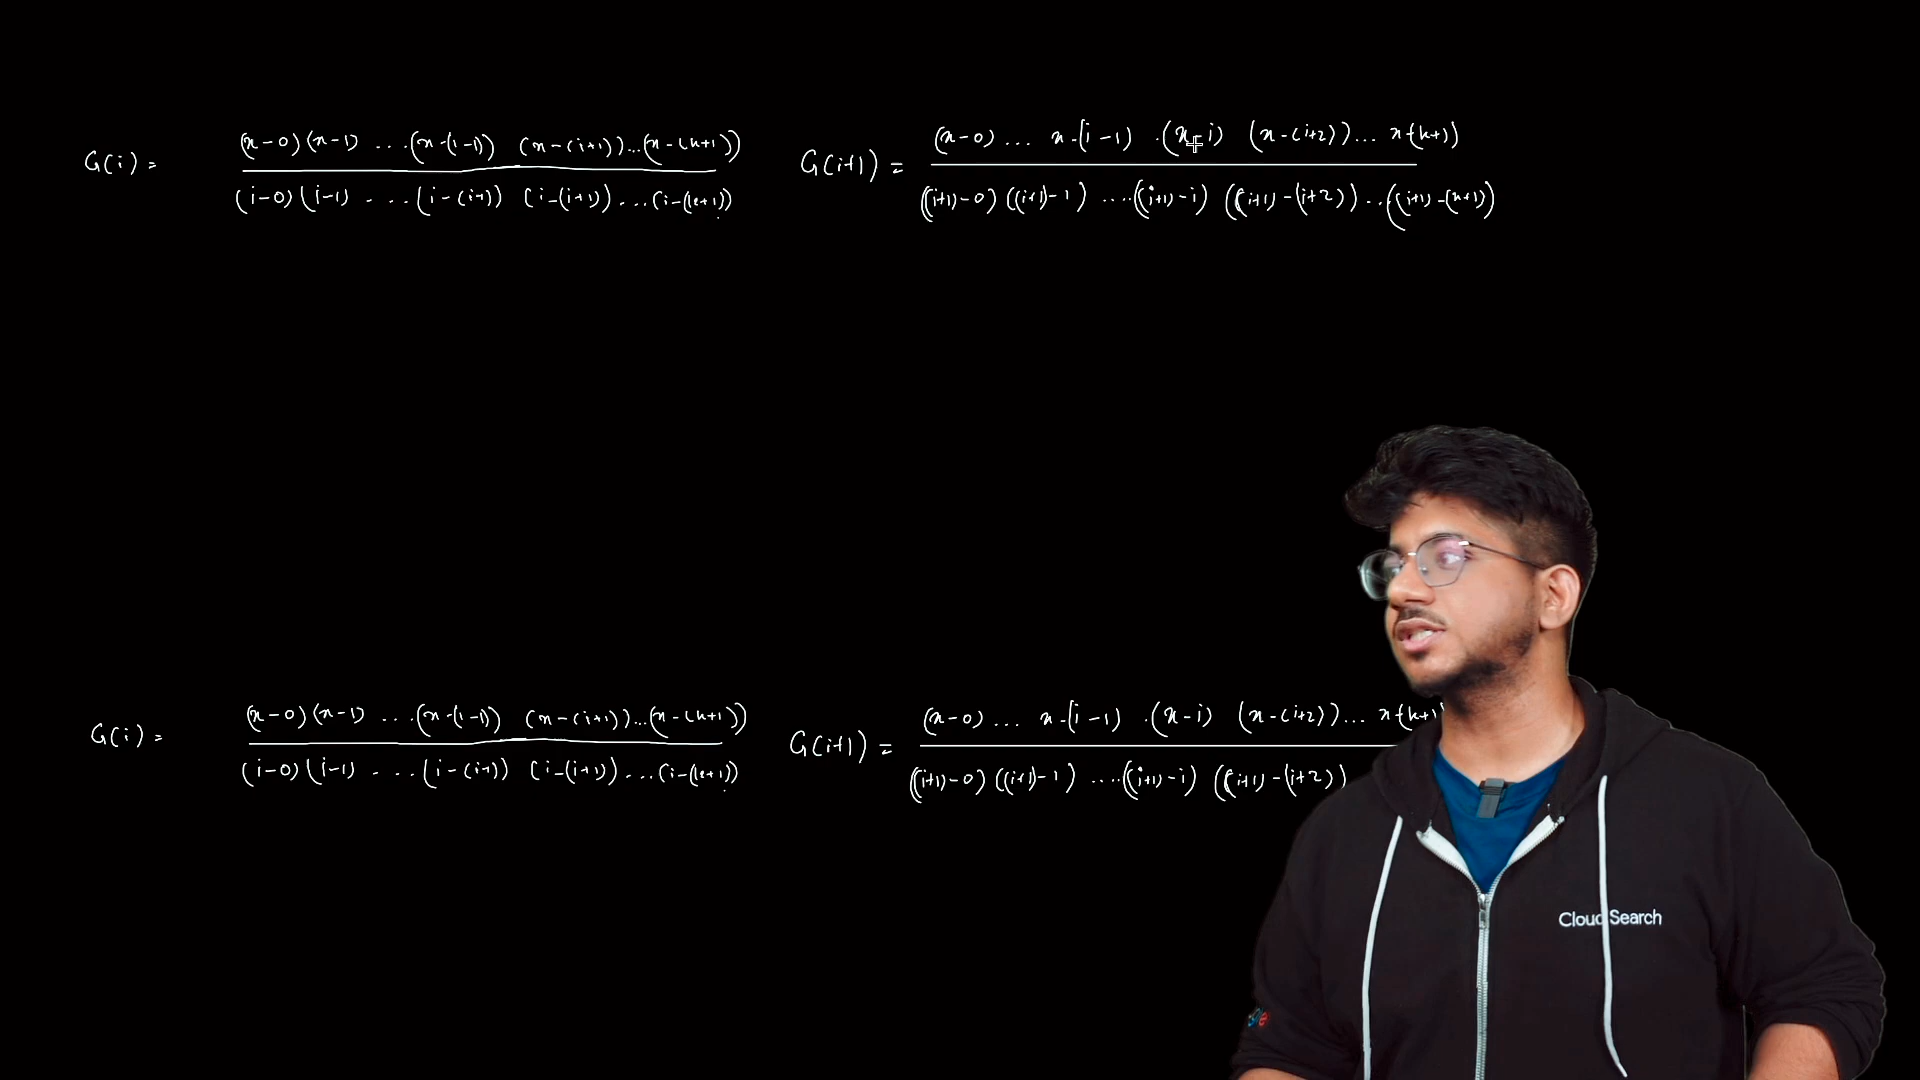 G(i) = (x-0)(x-1) ...(x-(i-1)) (x-(i+1))...(x-(k+1))
(i-0)(i-1) ...(i-(i-1)) (i-(i+1))...(i-(k+1))
G(i+1) = (x-0)... x-(i-1) .(x-i) (x-(i+2))... x-(k+1)
((i+1)-0)((i+1)-1) ....((i+1)-i) ((i+1)-(i+2))...((i+1)-(k+1))
G(i) = (x-0)(x-1) ...(x-(i-1)) (x-(i+1))...(x-(k+1))
(i-0)(i-1) ...(i-(i-1)) (i-(i+1))...(i-(k+1))
G(i+1) = (x-0)... x-(i-1) .(x-i) (x-(i+2))... x-(k+1)
((i+1)-0)((i+1)-1) ....((i+1)-i) ((i+1)-(i+2))
Cloud Search